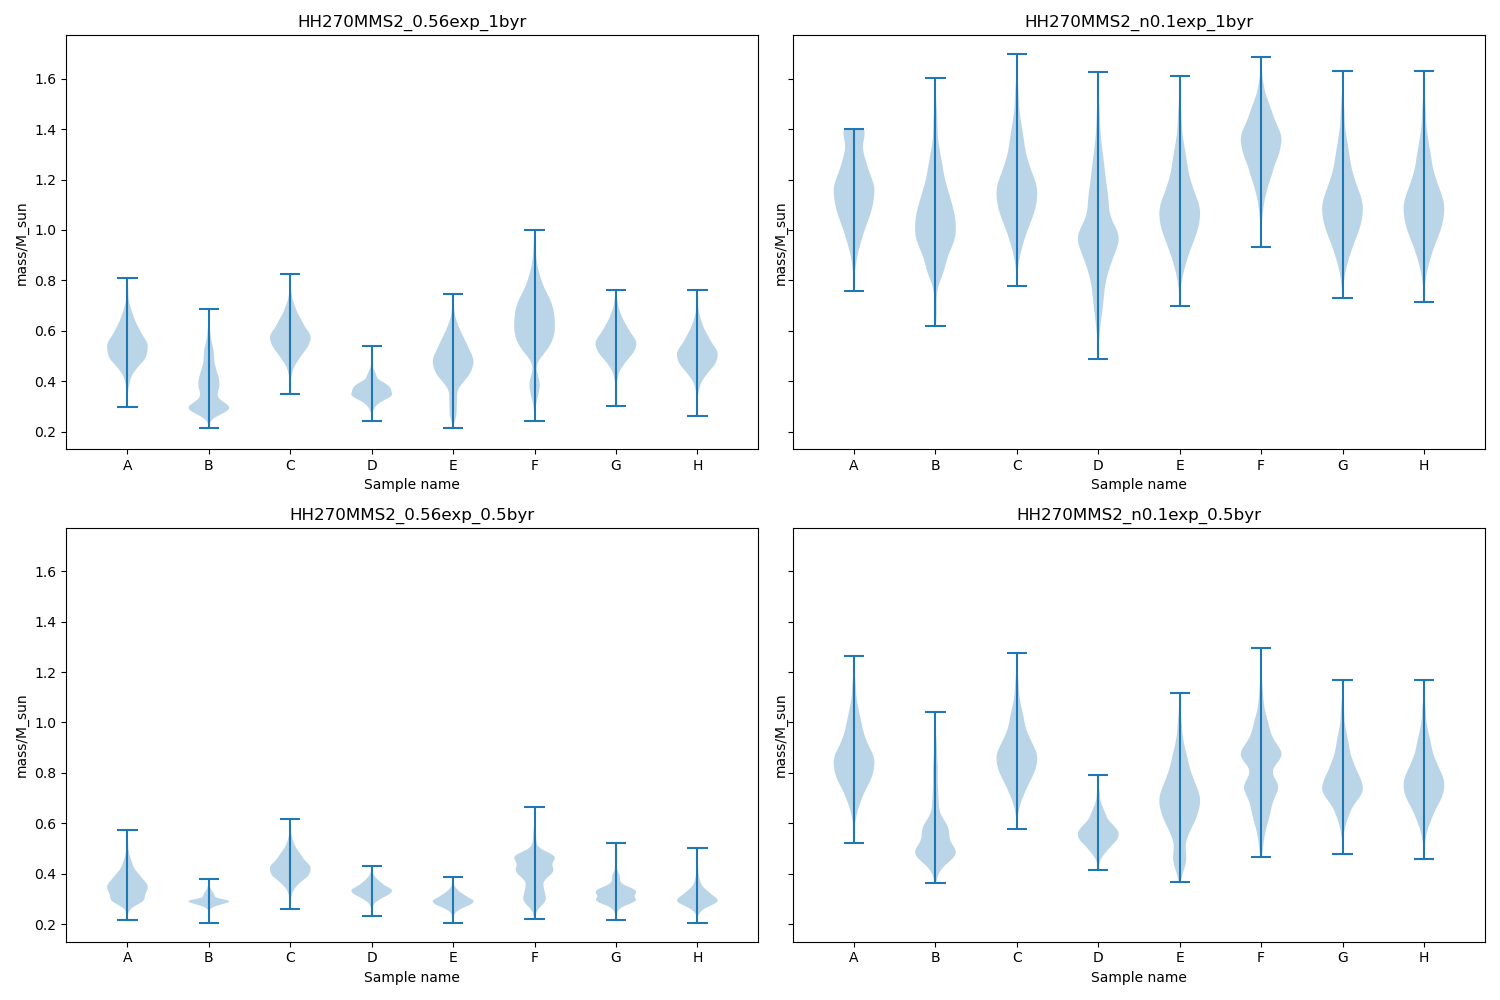 HH270MMS2_0.56exp_1byr
mass/M_sun
1.6
1.4
1.2
1.0
0.8
0.6
0.4
0.2
A B C D E F G H
Sample name
HH270MMS2_n0.1exp_1byr
mass/M_sun
A B C D E F G H
Sample name
HH270MMS2_0.56exp_0.5byr
mass/M_sun
1.6
1.4
1.2
1.0
0.8
0.6
0.4
0.2
A B C D E F G H
Sample name
HH270MMS2_n0.1exp_0.5byr
mass/M_sun
A B C D E F G H
Sample name